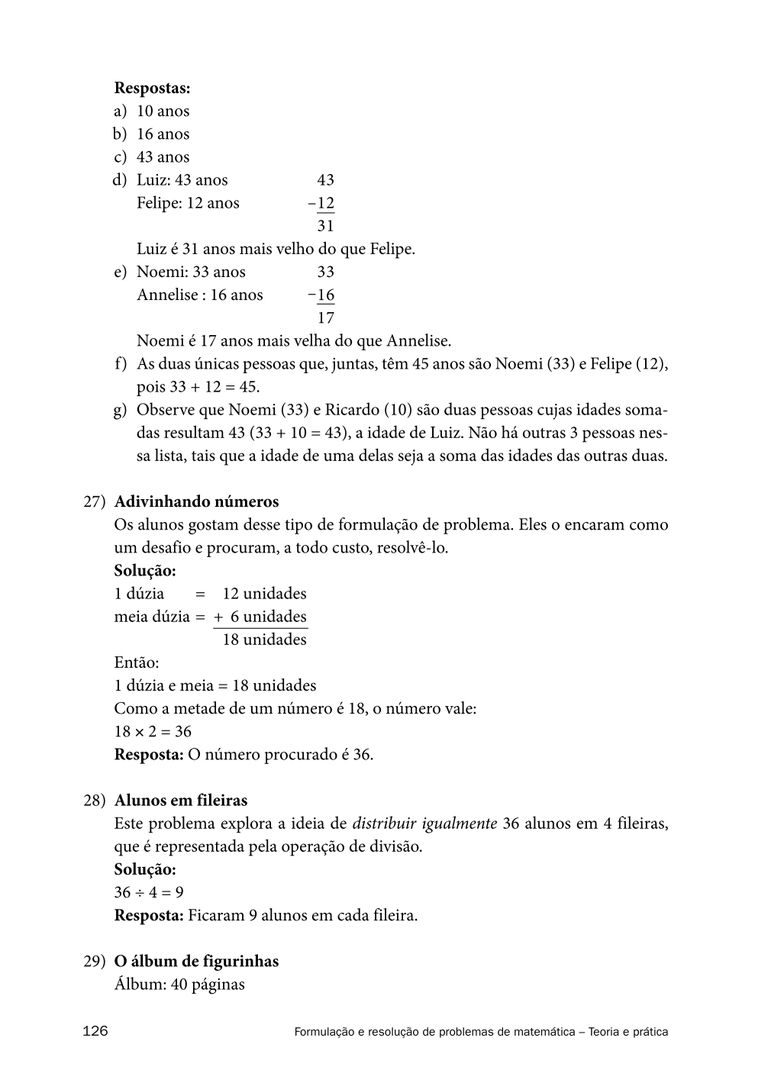 Respostas:
a) 10 anos
b) 16 anos
c) 43 anos
d) Luiz: 43 anos 43
Felipe: 12 anos –12
31
Luiz é 31 anos mais velho do que Felipe.
e) Noemi: 33 anos 33
Annelise : 16 anos –16
17
Noemi é 17 anos mais velha do que Annelise.
f) As duas únicas pessoas que, juntas, têm 45 anos são Noemi (33) e Felipe (12),
pois 33 + 12 = 45.
g) Observe que Noemi (33) e Ricardo (10) são duas pessoas cujas idades soma-
das resultam 43 (33 + 10 = 43), a idade de Luiz. Não há outras 3 pessoas nes-
sa lista, tais que a idade de uma delas seja a soma das idades das outras duas.
27) Adivinhando números
Os alunos gostam desse tipo de formulação de problema. Eles o encaram como
um desafio e procuram, a todo custo, resolvê-lo.
Solução:
1 dúzia = 12 unidades
meia dúzia = + 6 unidades
18 unidades
Então:
1 dúzia e meia = 18 unidades
Como a metade de um número é 18, o número vale:
18 × 2 = 36
Resposta: O número procurado é 36.
28) Alunos em fileiras
Este problema explora a ideia de distribuir igualmente 36 alunos em 4 fileiras,
que é representada pela operação de divisão.
Solução:
36 ÷ 4 = 9
Resposta: Ficaram 9 alunos em cada fileira.
29) O álbum de figurinhas
Álbum: 40 páginas
126 Formulação e resolução de problemas de matemática – Teoria e prática